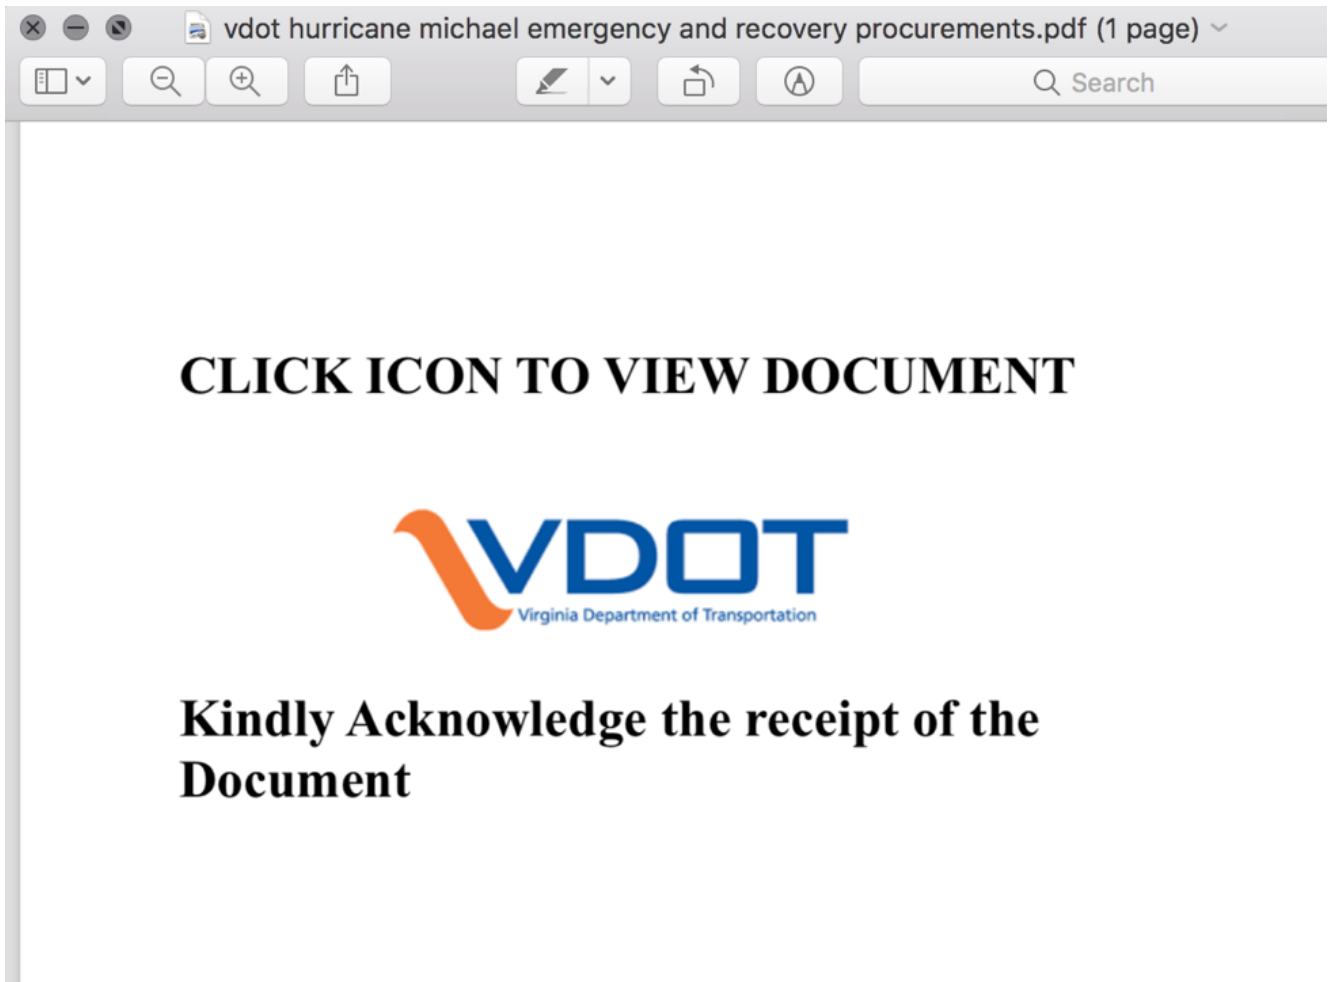 vdot hurricane michael emergency and recovery procurements.pdf (1 page)
Search
CLICK ICON TO VIEW DOCUMENT
VDOT
Virginia Department of Transportation
Kindly Acknowledge the receipt of the
Document